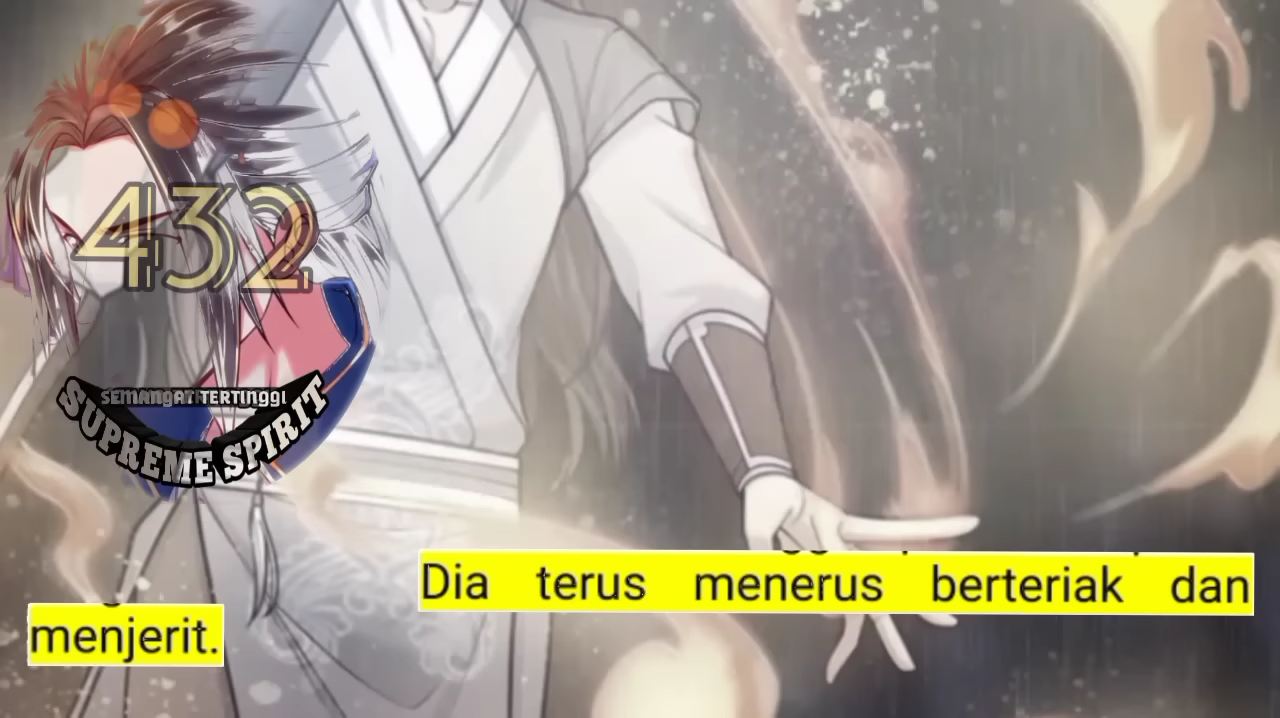 432
SEMANGAT TERTINGGI
SUPREME SPIRIT
Dia terus menerus berteriak dan
menjerit.